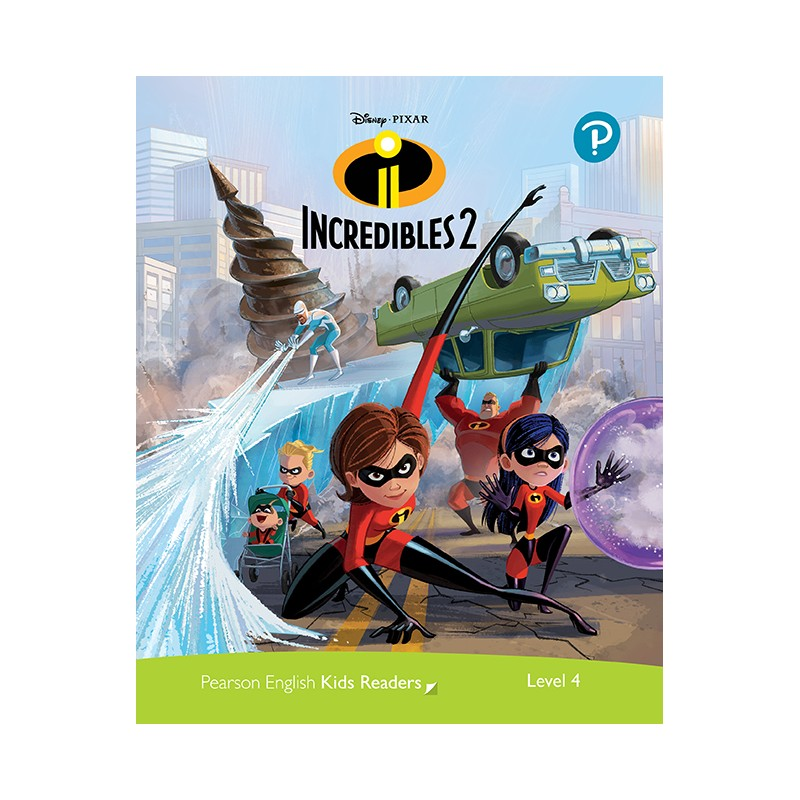 Disney · PIXAR
INCREDIBLES 2
Pearson English Kids Readers
Level 4